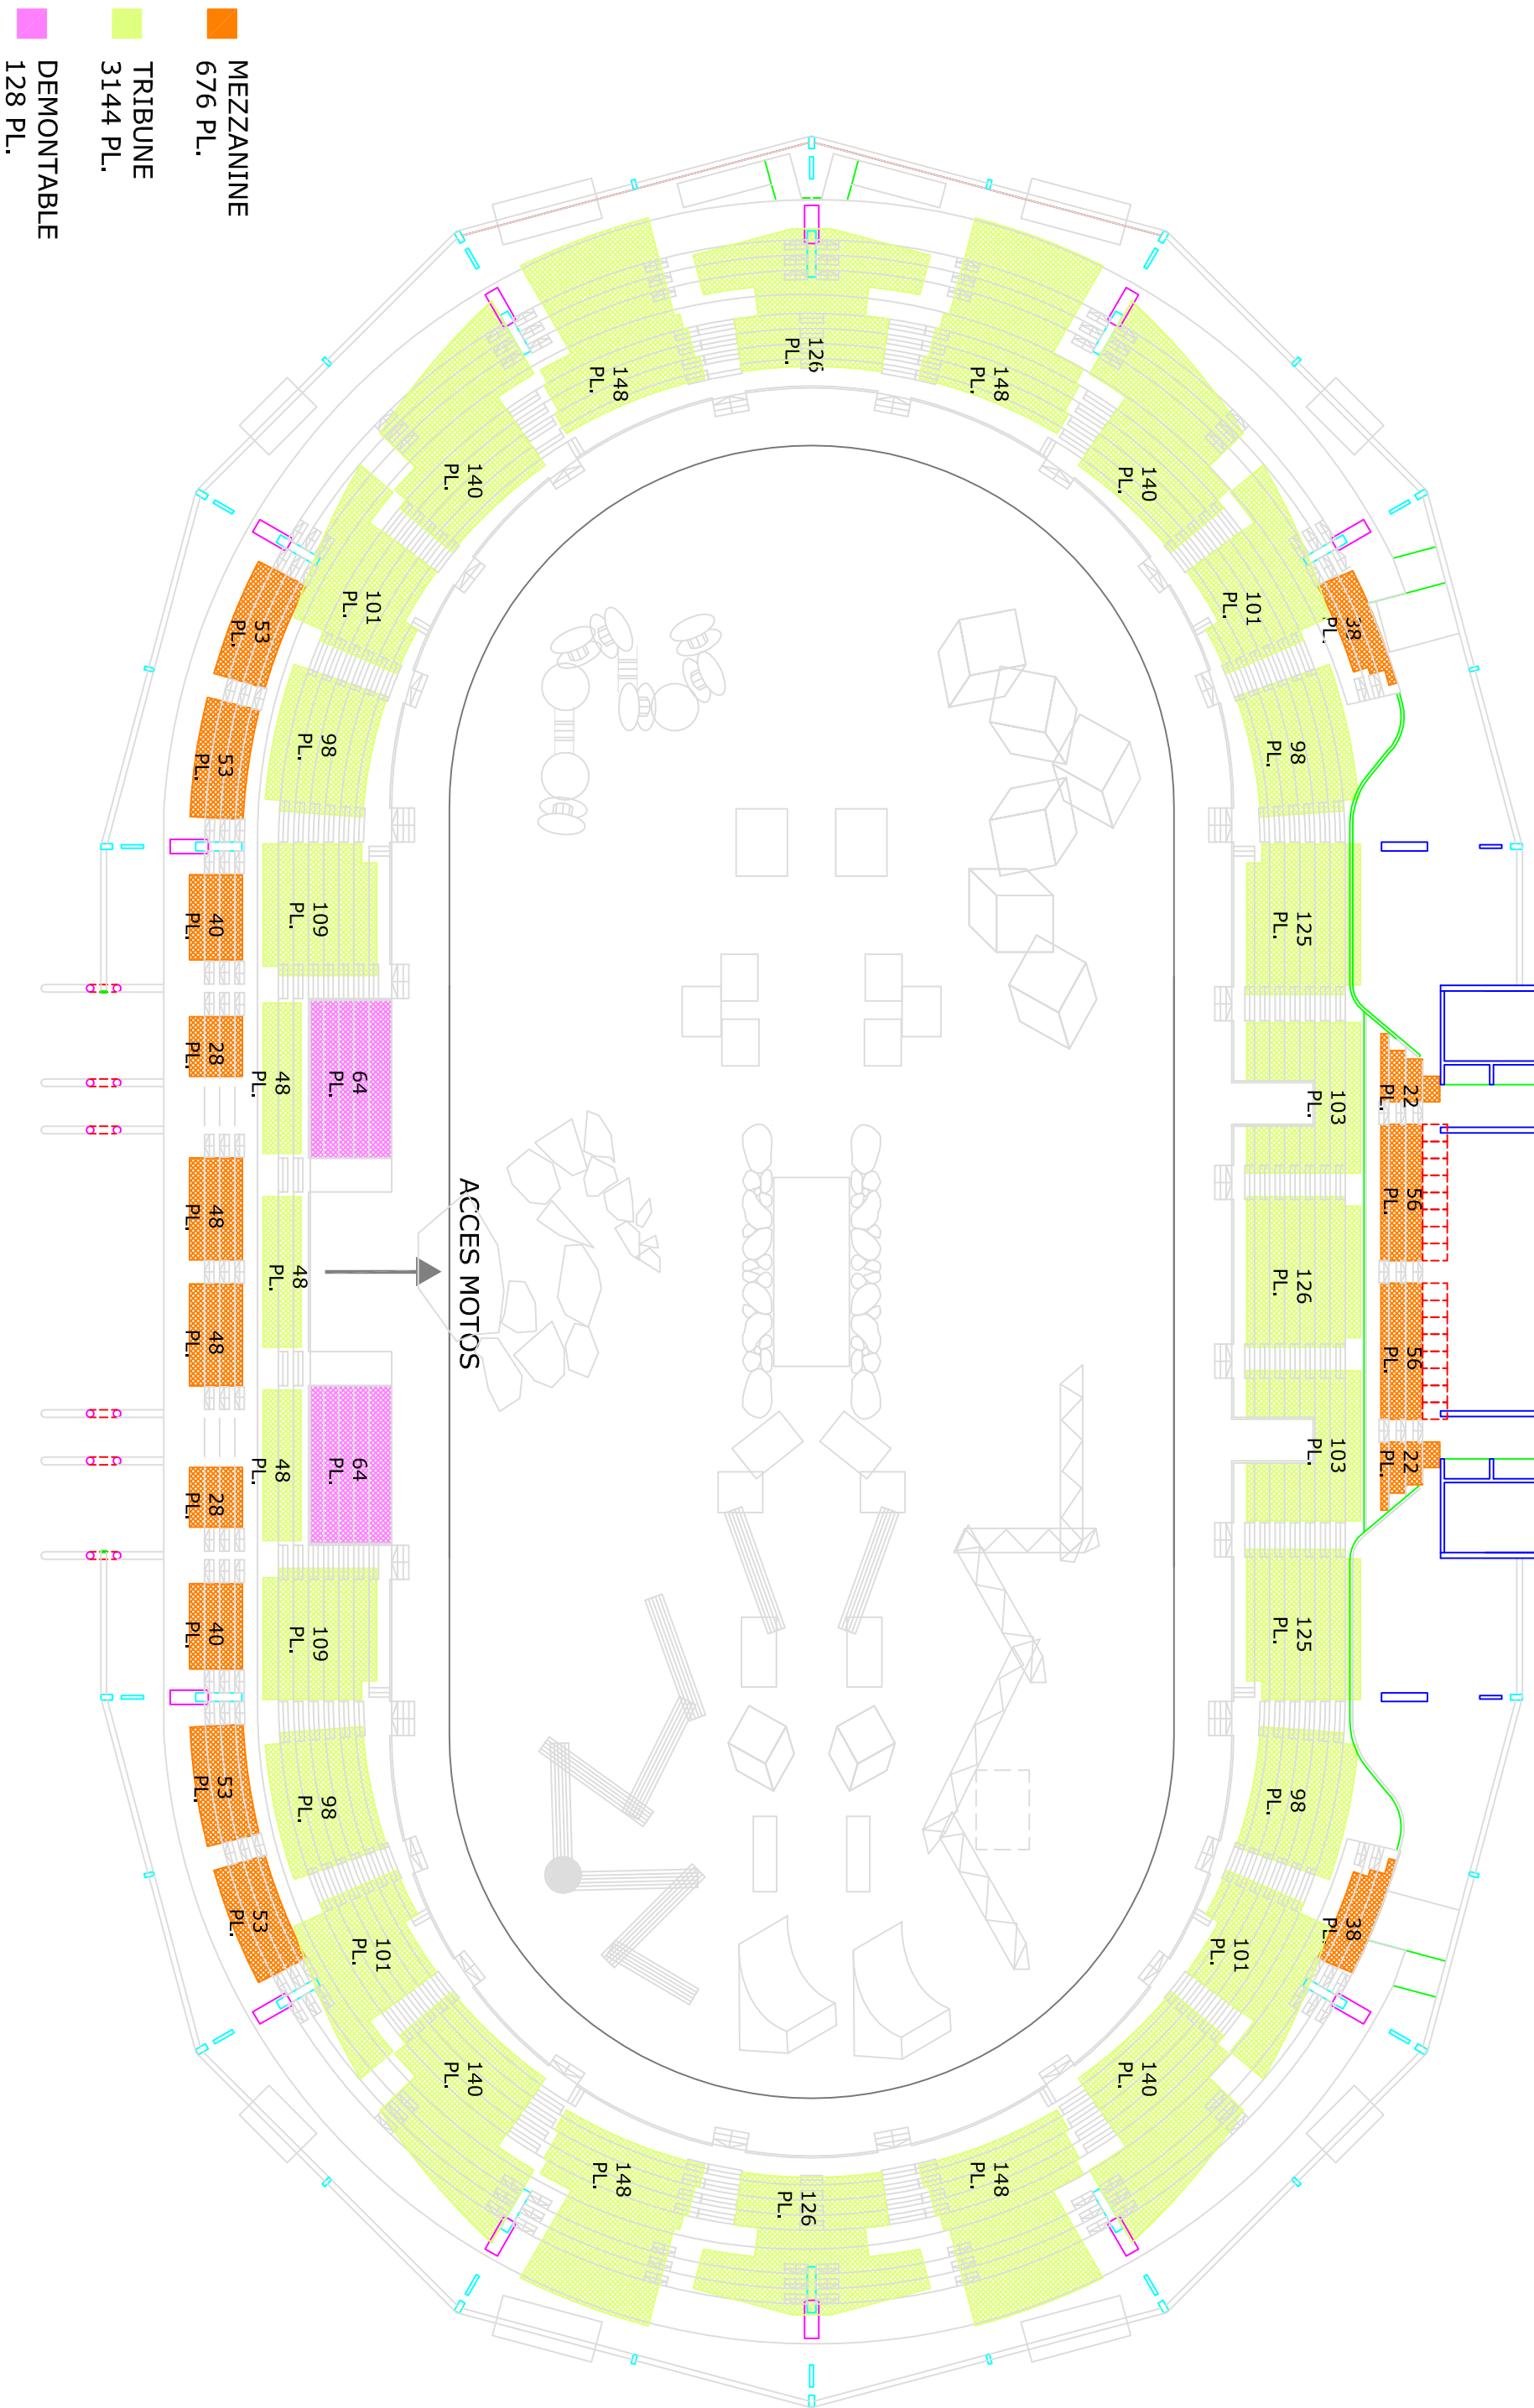 MEZZANINE
676 PL.
TRIBUNE
3144 PL.
DEMONTABLE
128 PL.
126
PL.
148
PL.
148
PL.
140
PL.
140
PL.
101
PL.
101
PL.
38
PL.
53
PL.
98
PL.
98
PL.
53
PL.
109
PL.
125
PL.
40
PL.
28
PL.
48
PL.
64
PL.
103
PL.
22
PL.
48
PL.
56
PL.
48
PL.
ACCES MOTOS
126
PL.
48
PL.
56
PL.
28
PL.
48
PL.
64
PL.
103
PL.
22
PL.
40
PL.
109
PL.
125
PL.
53
PL.
98
PL.
98
PL.
53
PL.
101
PL.
101
PL.
38
PL.
140
PL.
140
PL.
148
PL.
126
PL.
148
PL.